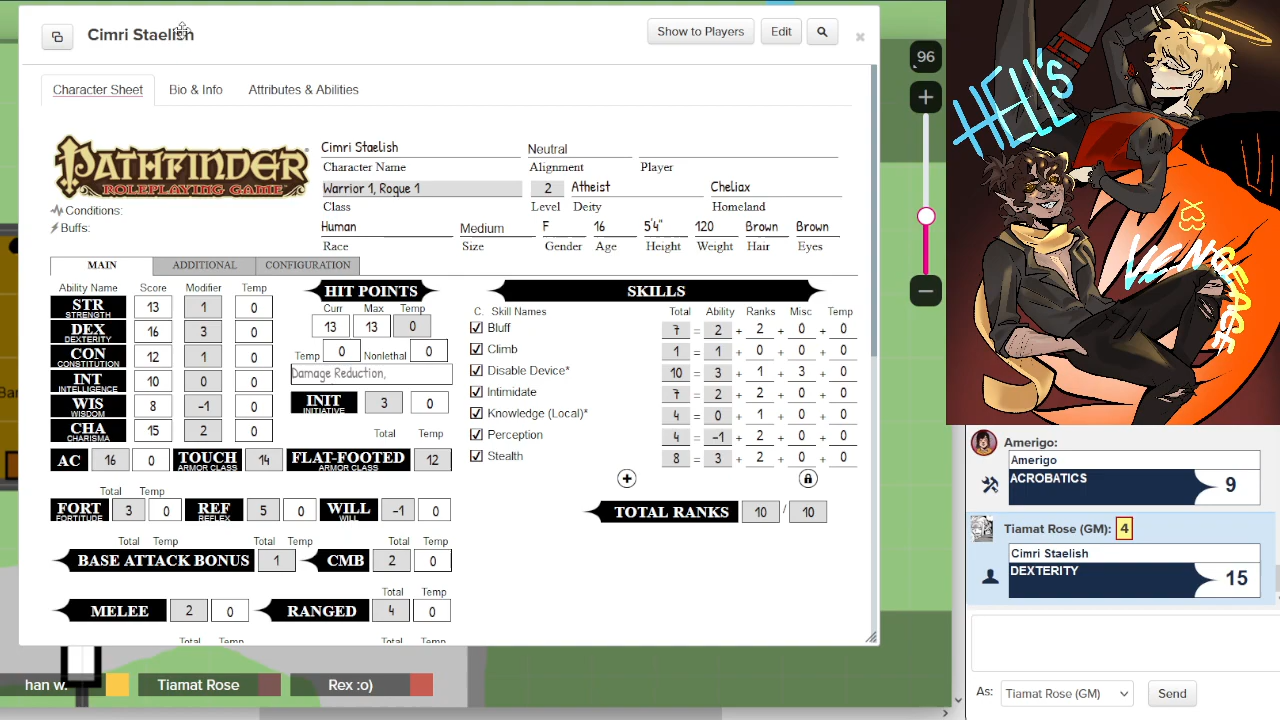 Cimri Staelish
Show to Players
Edit
96
Character Sheet
Bio & Info
Attributes & Abilities
PATHFINDER
ROLEPLAYING GAME
Conditions:
Buffs:
Cimri Staelish
Neutral
Character Name
Alignment
Player
Warrior 1, Rogue 1
2
Atheist
Cheliax
Class
Level
Deity
Homeland
Human
Medium
F
16
5'4"
120
Brown
Brown
Race
Size
Gender
Age
Height
Weight
Hair
Eyes
MAIN
ADDITIONAL
CONFIGURATION
Ability Name Score Modifier Temp
STR 13 1 0
STRENGTH
DEX 16 3 0
DEXTERITY
CON 12 1 0
CONSTITUTION
INT 10 0 0
INTELLIGENCE
WIS 8 -1 0
WISDOM
CHA 15 2 0
CHARISMA
HIT POINTS
Curr Max Temp
13 13 0
Temp 0 Nonlethal 0
Damage Reduction,
INIT 3 0
INITIATIVE
Total Temp
AC 16 0 TOUCH 14 FLAT-FOOTED 12
ARMOR CLASS ARMOR CLASS
Total Temp Total Temp Total Temp
FORT 3 0 REF 5 0 WILL -1 0
FORTITUDE REFLEX WILL
Total Total Temp
BASE ATTACK BONUS 1 CMB 2 0
Total Temp
MELEE 2 0 RANGED 4 0
Total Temp Total Temp
SKILLS
C. Skill Names Total Ability Ranks Misc Temp
Bluff 7 = 2 + 2 + 0 + 0
Climb 1 = 1 + 0 + 0 + 0
Disable Device* 10 = 3 + 1 + 3 + 0
Intimidate 7 = 2 + 2 + 0 + 0
Knowledge (Local)* 4 = 0 + 1 + 0 + 0
Perception 4 = -1 + 2 + 0 + 0
Stealth 8 = 3 + 2 + 0 + 0
TOTAL RANKS 10 / 10
han w.
Tiamat Rose
Rex :o)
HELL'S
VENGEANCE
Amerigo:
Amerigo
ACROBATICS 9
Tiamat Rose (GM): 4
Cimri Staelish
DEXTERITY 15
As: Tiamat Rose (GM)
Send